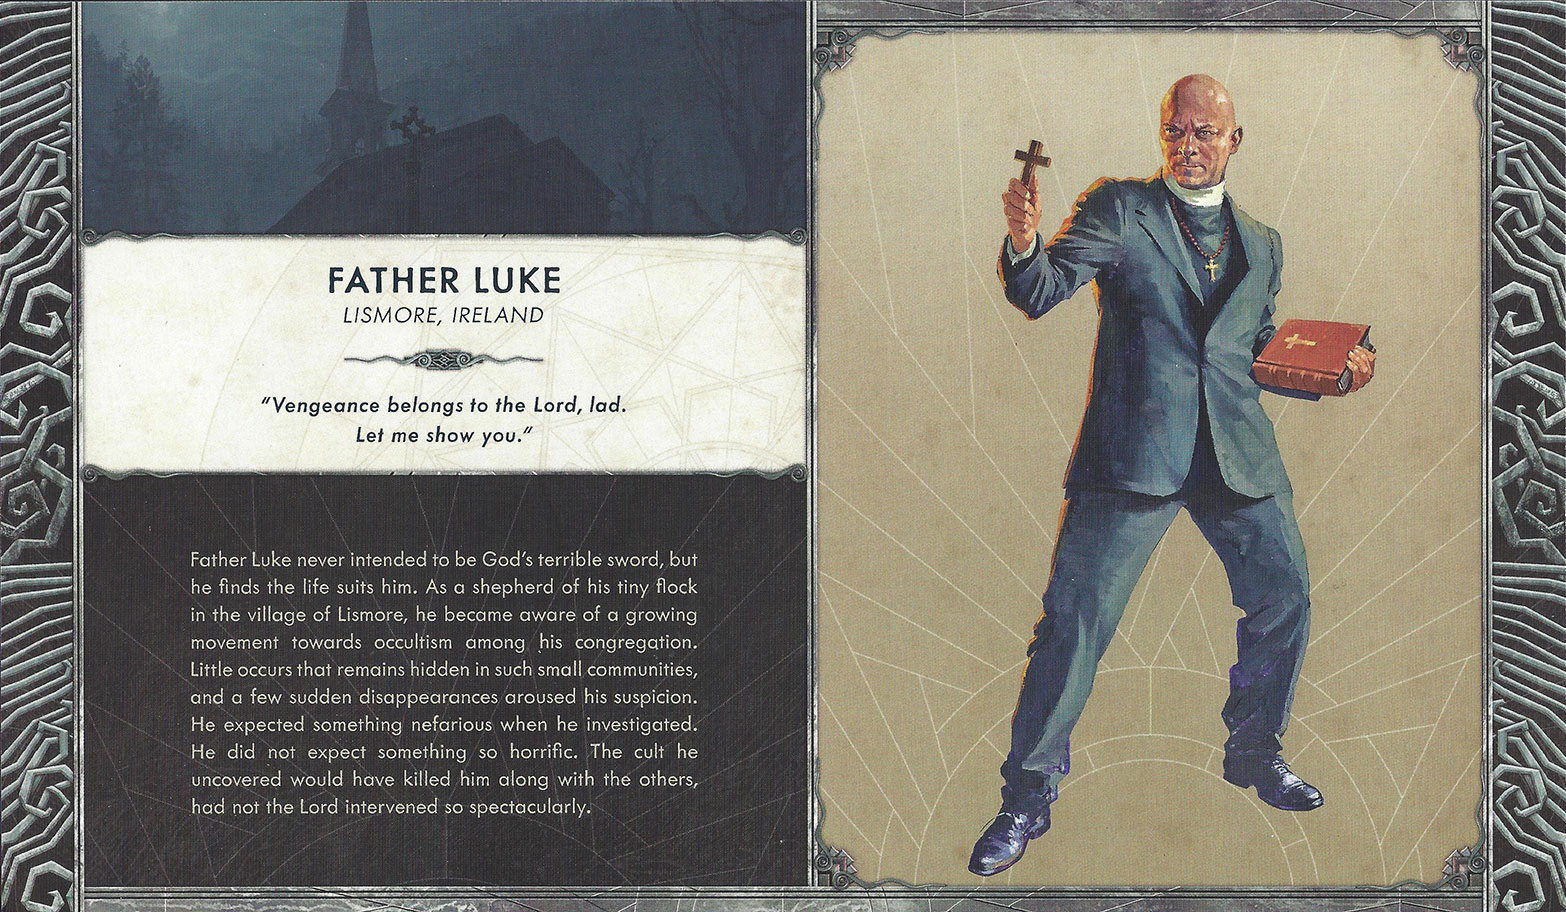 FATHER LUKE
LISMORE, IRELAND
"Vengeance belongs to the Lord, lad.
Let me show you."
Father Luke never intended to be God's terrible sword, but
he finds the life suits him. As a shepherd of his tiny flock
in the village of Lismore, he became aware of a growing
movement towards occultism among his congregation.
Little occurs that remains hidden in such small communities,
and a few sudden disappearances aroused his suspicion.
He expected something nefarious when he investigated.
He did not expect something so horrific. The cult he
uncovered would have killed him along with the others,
had not the Lord intervened so spectacularly.